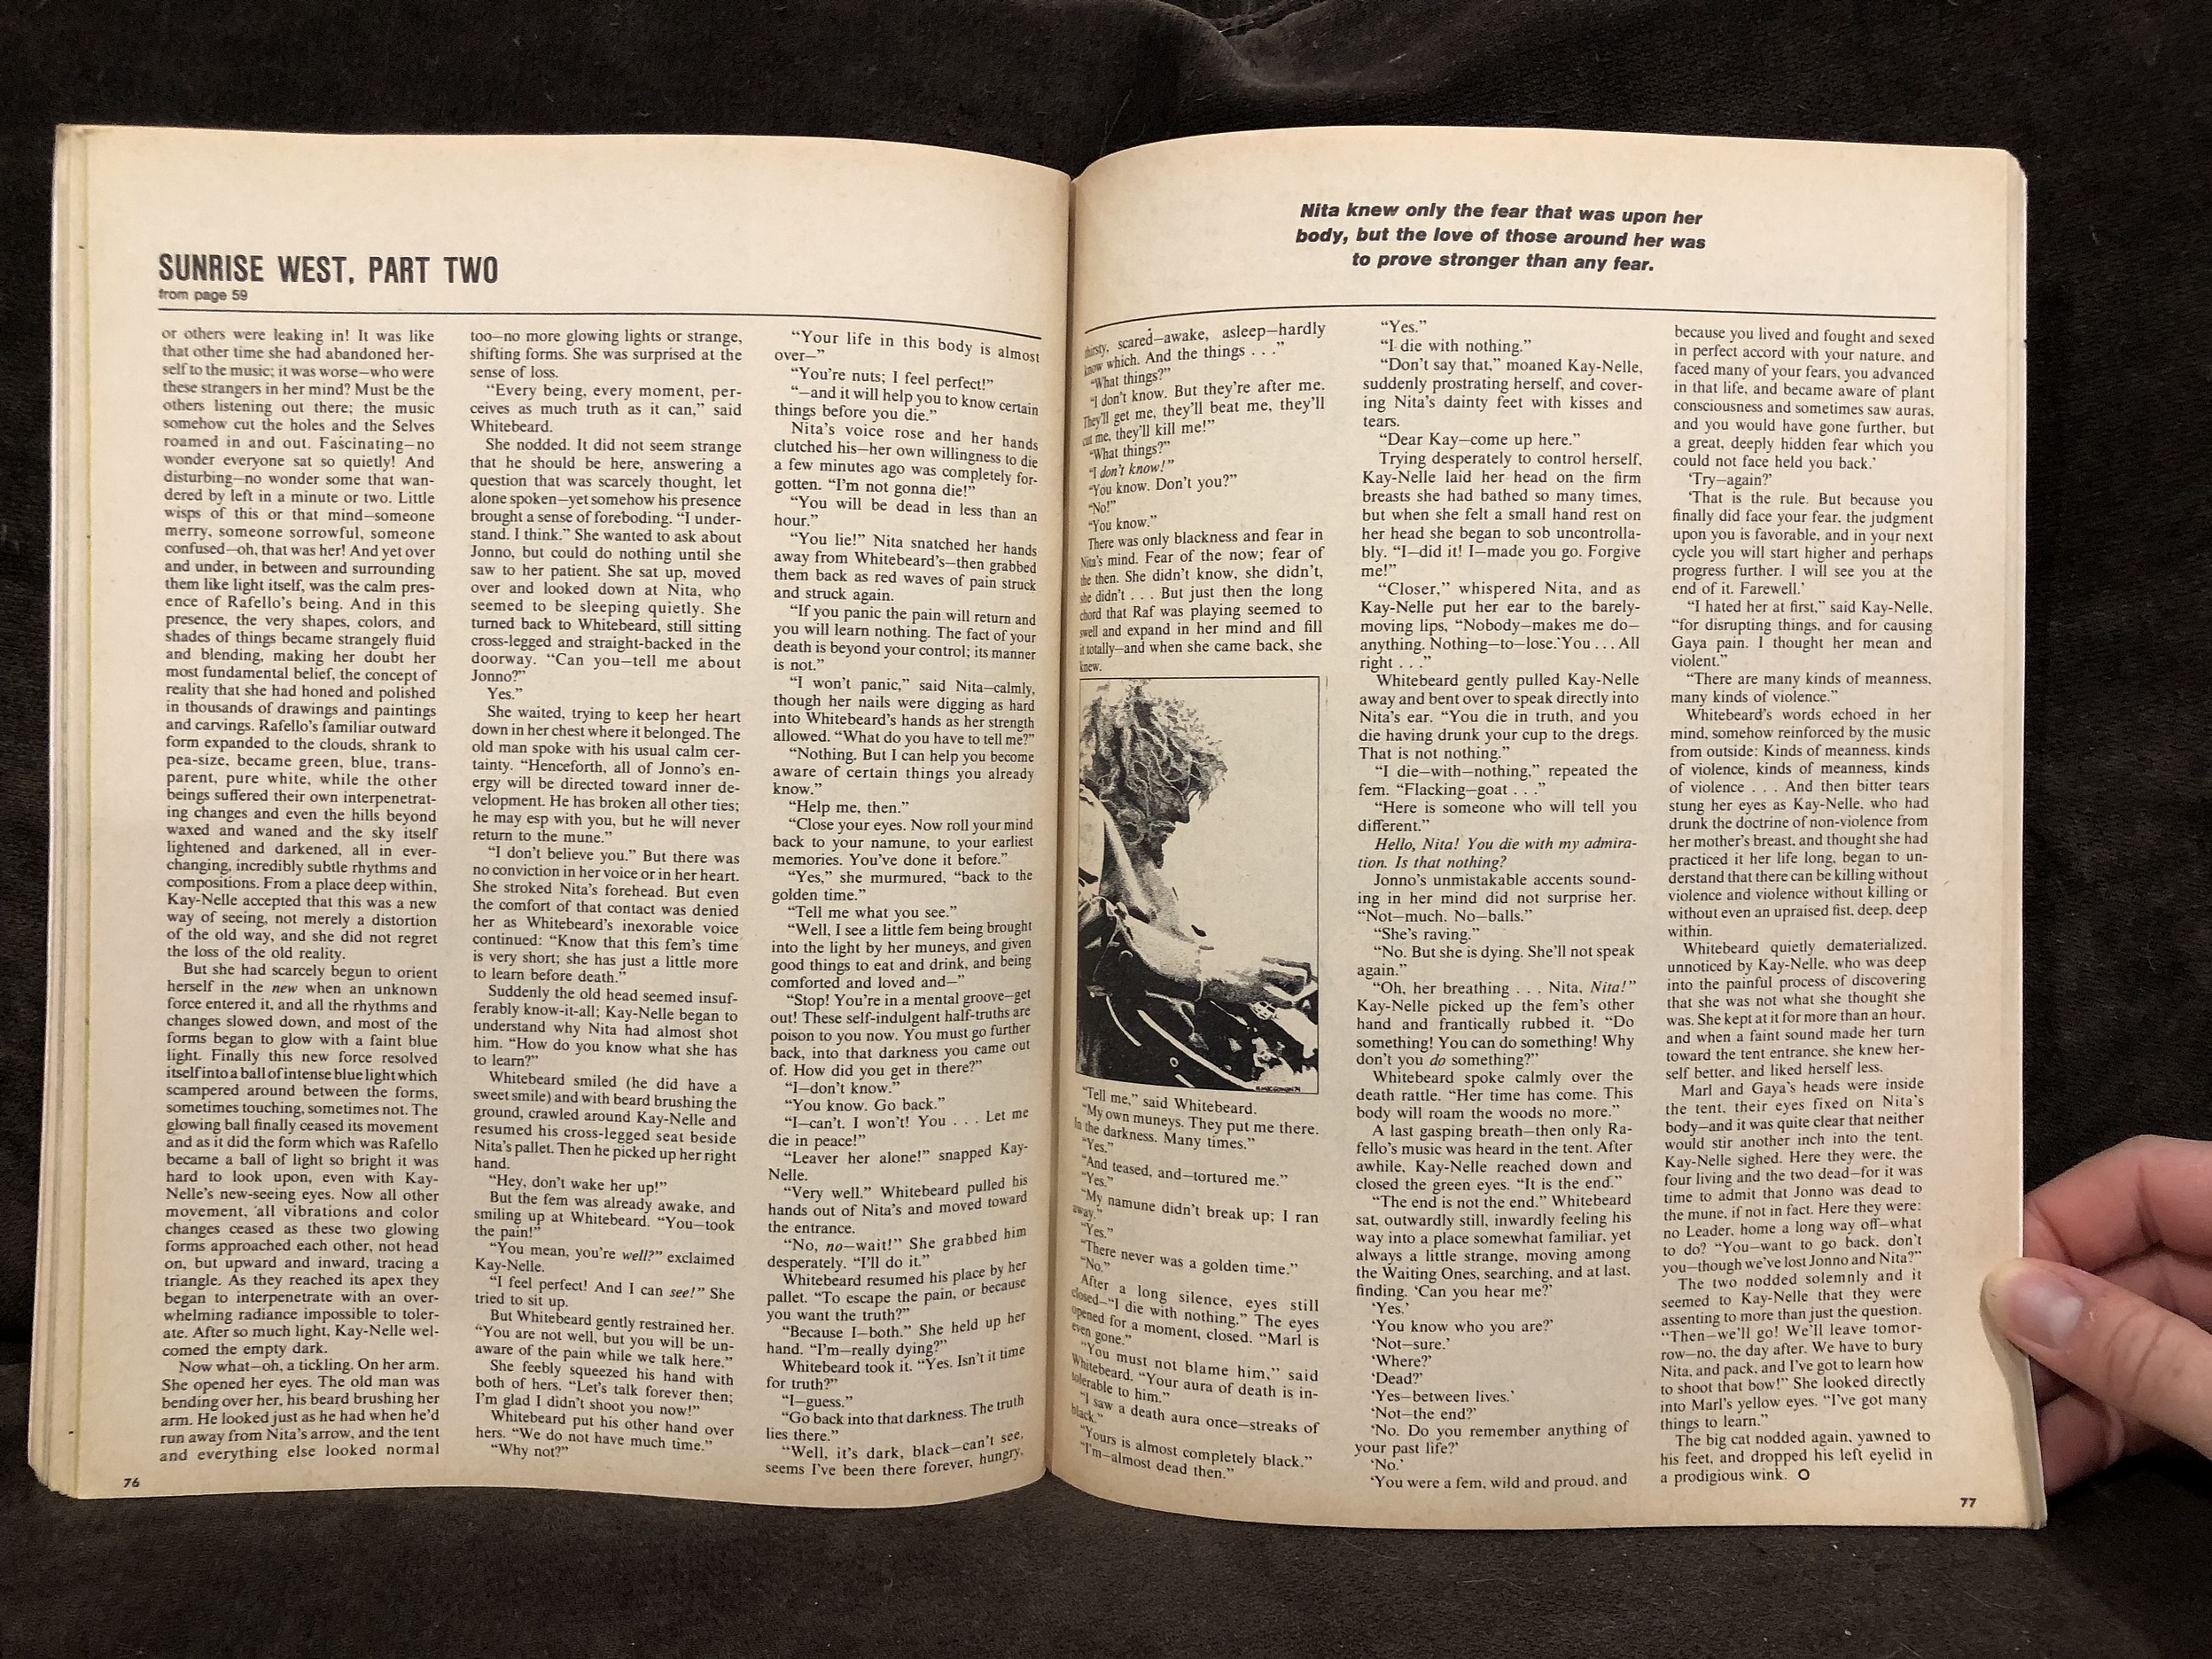 SUNRISE WEST, PART TWO
from page 59
or others were leaking in! It was like
that other time she had abandoned her-
self to the music; it was worse—who were
these strangers in her mind? Must be the
others listening out there; the music
somehow cut the holes and the Selves
roamed in and out. Fascinating—no
wonder everyone sat so quietly! And
disturbing—no wonder some that wan-
dered by left in a minute or two. Little
wisps of this or that mind—someone
merry, someone sorrowful, someone
confused—oh, that was her! And yet over
and under, in between and surrounding
them like light itself, was the calm pres-
ence of Rafello's being. And in this
presence, the very shapes, colors, and
shades of things became strangely fluid
and blending, making her doubt her
most fundamental belief, the concept of
reality that she had honed and polished
in thousands of drawings and paintings
and carvings. Rafello's familiar outward
form expanded to the clouds, shrank to
pea-size, became green, blue, trans-
parent, pure white, while the other
beings suffered their own interpenetrat-
ing changes and even the hills beyond
waxed and waned and the sky itself
lightened and darkened, all in ever-
changing, incredibly subtle rhythms and
compositions. From a place deep within,
Kay-Nelle accepted that this was a new
way of seeing, not merely a distortion
of the old way, and she did not regret
the loss of the old reality.
But she had scarcely begun to orient
herself in the new when an unknown
force entered it, and all the rhythms and
changes slowed down, and most of the
forms began to glow with a faint blue
light. Finally this new force resolved
itself into a ball of intense blue light which
scampered around between the forms,
sometimes touching, sometimes not. The
glowing ball finally ceased its movement
and as it did the form which was Rafello
became a ball of light so bright it was
hard to look upon, even with Kay-
Nelle's new-seeing eyes. Now all other
movement, all vibrations and color
changes ceased as these two glowing
forms approached each other, not head
on, but upward and inward, tracing a
triangle. As they reached its apex they
began to interpenetrate with an over-
whelming radiance impossible to toler-
ate. After so much light, Kay-Nelle wel-
comed the empty dark.
Now what—oh, a tickling. On her arm.
She opened her eyes. The old man was
bending over her, his beard brushing her
arm. He looked just as he had when he'd
run away from Nita's arrow, and the tent
and everything else looked normal
too—no more glowing lights or strange,
shifting forms. She was surprised at the
sense of loss.
"Every being, every moment, per-
ceives as much truth as it can," said
Whitebeard.
She nodded. It did not seem strange
that he should be here, answering a
question that was scarcely thought, let
alone spoken—yet somehow his presence
brought a sense of foreboding. "I under-
stand. I think." She wanted to ask about
Jonno, but could do nothing until she
saw to her patient. She sat up, moved
over and looked down at Nita, who
seemed to be sleeping quietly. She
turned back to Whitebeard, still sitting
cross-legged and straight-backed in the
doorway. "Can you—tell me about
Jonno?"
Yes."
She waited, trying to keep her heart
down in her chest where it belonged. The
old man spoke with his usual calm cer-
tainty. "Henceforth, all of Jonno's en-
ergy will be directed toward inner de-
velopment. He has broken all other ties;
he may esp with you, but he will never
return to the mune."
"I don't believe you." But there was
no conviction in her voice or in her heart.
She stroked Nita's forehead. But even
the comfort of that contact was denied
her as Whitebeard's inexorable voice
continued: "Know that this fem's time
is very short; she has just a little more
to learn before death."
Suddenly the old head seemed insuf-
ferably know-it-all; Kay-Nelle began to
understand why Nita had almost shot
him. "How do you know what she has
to learn?"
Whitebeard smiled (he did have a
sweet smile) and with beard brushing the
ground, crawled around Kay-Nelle and
resumed his cross-legged seat beside
Nita's pallet. Then he picked up her right
hand.
"Hey, don't wake her up!"
But the fem was already awake, and
smiling up at Whitebeard. "You—took
the pain!"
"You mean, you're well?" exclaimed
Kay-Nelle.
"I feel perfect! And I can see!" She
tried to sit up.
But Whitebeard gently restrained her.
"You are not well, but you will be un-
aware of the pain while we talk here."
She feebly squeezed his hand with
both of hers. "Let's talk forever then;
I'm glad I didn't shoot you now!"
Whitebeard put his other hand over
hers. "We do not have much time."
"Why not?"
"Your life in this body is almost
over—"
"You're nuts; I feel perfect!"
"—and it will help you to know certain
things before you die."
Nita's voice rose and her hands
clutched his—her own willingness to die
a few minutes ago was completely for-
gotten. "I'm not gonna die!"
"You will be dead in less than an
hour."
"You lie!" Nita snatched her hands
away from Whitebeard's—then grabbed
them back as red waves of pain struck
and struck again.
"If you panic the pain will return and
you will learn nothing. The fact of your
death is beyond your control; its manner
is not."
"I won't panic," said Nita—calmly,
though her nails were digging as hard
into Whitebeard's hands as her strength
allowed. "What do you have to tell me?"
"Nothing. But I can help you become
aware of certain things you already
know."
"Help me, then."
"Close your eyes. Now roll your mind
back to your namune, to your earliest
memories. You've done it before."
"Yes," she murmured, "back to the
golden time."
"Tell me what you see."
"Well, I see a little fem being brought
into the light by her muneys, and given
good things to eat and drink, and being
comforted and loved and—"
"Stop! You're in a mental groove—get
out! These self-indulgent half-truths are
poison to you now. You must go further
back, into that darkness you came out
of. How did you get in there?"
"I—don't know."
"You know. Go back."
"I—can't. I won't! You . . . Let me
die in peace!"
"Leaver her alone!" snapped Kay-
Nelle.
"Very well." Whitebeard pulled his
hands out of Nita's and moved toward
the entrance.
"No, no—wait!" She grabbed him
desperately. "I'll do it."
Whitebeard resumed his place by her
pallet. "To escape the pain, or because
you want the truth?"
"Because I—both." She held up her
hand. "I'm—really dying?"
Whitebeard took it. "Yes. Isn't it time
for truth?"
"I—guess."
"Go back into that darkness. The truth
lies there."
"Well, it's dark, black—can't see,
seems I've been there forever, hungry,
76
Nita knew only the fear that was upon her
body, but the love of those around her was
to prove stronger than any fear.
thirsty, scared—awake, asleep—hardly
know which. And the things . . ."
"What things?"
"I don't know. But they're after me.
They'll get me, they'll beat me, they'll
cut me, they'll kill me!"
"What things?"
"I don't know!"
"You know. Don't you?"
"No!"
"You know."
There was only blackness and fear in
Nita's mind. Fear of the now; fear of
the then. She didn't know, she didn't,
she didn't . . . But just then the long
chord that Raf was playing seemed to
swell and expand in her mind and fill
it totally—and when she came back, she
knew.
"Tell me," said Whitebeard.
"My own muneys. They put me there.
In the darkness. Many times."
"Yes."
"And teased, and—tortured me."
"Yes."
"My namune didn't break up; I ran
away."
"Yes."
"There never was a golden time."
"No."
After a long silence, eyes still
closed—"I die with nothing." The eyes
opened for a moment, closed. "Marl is
even gone."
"You must not blame him," said
Whitebeard. "Your aura of death is in-
tolerable to him."
"I saw a death aura once—streaks of
black."
"Yours is almost completely black."
"I'm—almost dead then."
"Yes."
"I die with nothing."
"Don't say that," moaned Kay-Nelle,
suddenly prostrating herself, and cover-
ing Nita's dainty feet with kisses and
tears.
"Dear Kay—come up here."
Trying desperately to control herself,
Kay-Nelle laid her head on the firm
breasts she had bathed so many times,
but when she felt a small hand rest on
her head she began to sob uncontrolla-
bly. "I—did it! I—made you go. Forgive
me!"
"Closer," whispered Nita, and as
Kay-Nelle put her ear to the barely-
moving lips, "Nobody—makes me do—
anything. Nothing—to—lose. You . . . All
right . . ."
Whitebeard gently pulled Kay-Nelle
away and bent over to speak directly into
Nita's ear. "You die in truth, and you
die having drunk your cup to the dregs.
That is not nothing."
"I die—with—nothing," repeated the
fem. "Flacking—goat . . ."
"Here is someone who will tell you
different."
Hello, Nita! You die with my admira-
tion. Is that nothing?
Jonno's unmistakable accents sound-
ing in her mind did not surprise her.
"Not—much. No—balls."
"She's raving."
"No. But she is dying. She'll not speak
again."
"Oh, her breathing . . . Nita, Nita!"
Kay-Nelle picked up the fem's other
hand and frantically rubbed it. "Do
something! You can do something! Why
don't you do something?"
Whitebeard spoke calmly over the
death rattle. "Her time has come. This
body will roam the woods no more."
A last gasping breath—then only Ra-
fello's music was heard in the tent. After
awhile, Kay-Nelle reached down and
closed the green eyes. "It is the end."
"The end is not the end." Whitebeard
sat, outwardly still, inwardly feeling his
way into a place somewhat familiar, yet
always a little strange, moving among
the Waiting Ones, searching, and at last,
finding. 'Can you hear me?'
'Yes.'
'You know who you are?'
'Not—sure.'
'Where?'
'Dead?'
'Yes—between lives.'
'Not—the end?'
'No. Do you remember anything of
your past life?'
'No.'
'You were a fem, wild and proud, and
because you lived and fought and sexed
in perfect accord with your nature, and
faced many of your fears, you advanced
in that life, and became aware of plant
consciousness and sometimes saw auras,
and you would have gone further, but
a great, deeply hidden fear which you
could not face held you back.'
'Try—again?'
'That is the rule. But because you
finally did face your fear, the judgment
upon you is favorable, and in your next
cycle you will start higher and perhaps
progress further. I will see you at the
end of it. Farewell.'
"I hated her at first," said Kay-Nelle,
"for disrupting things, and for causing
Gaya pain. I thought her mean and
violent."
"There are many kinds of meanness,
many kinds of violence."
Whitebeard's words echoed in her
mind, somehow reinforced by the music
from outside: Kinds of meanness, kinds
of violence, kinds of meanness, kinds
of violence . . . And then bitter tears
stung her eyes as Kay-Nelle, who had
drunk the doctrine of non-violence from
her mother's breast, and thought she had
practiced it her life long, began to un-
derstand that there can be killing without
violence and violence without killing or
without even an upraised fist, deep, deep
within.
Whitebeard quietly dematerialized,
unnoticed by Kay-Nelle, who was deep
into the painful process of discovering
that she was not what she thought she
was. She kept at it for more than an hour,
and when a faint sound made her turn
toward the tent entrance, she knew her-
self better, and liked herself less.
Marl and Gaya's heads were inside
the tent, their eyes fixed on Nita's
body—and it was quite clear that neither
would stir another inch into the tent.
Kay-Nelle sighed. Here they were, the
four living and the two dead—for it was
time to admit that Jonno was dead to
the mune, if not in fact. Here they were:
no Leader, home a long way off—what
to do? "You—want to go back, don't
you—though we've lost Jonno and Nita?"
The two nodded solemnly and it
seemed to Kay-Nelle that they were
assenting to more than just the question.
"Then—we'll go! We'll leave tomor-
row—no, the day after. We have to bury
Nita, and pack, and I've got to learn how
to shoot that bow!" She looked directly
into Marl's yellow eyes. "I've got many
things to learn."
The big cat nodded again, yawned to
his feet, and dropped his left eyelid in
a prodigious wink. O
77